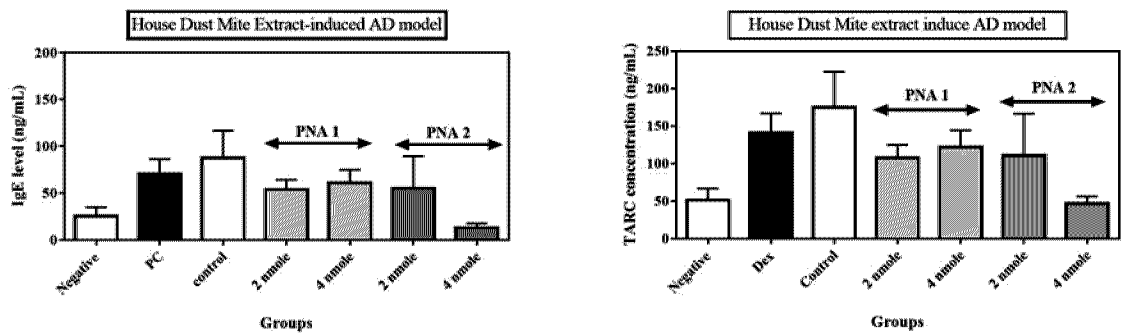 House Dust Mite Extract-induced AD model
IgE level (ng/mL)
200
150
100
50
0
PNA 1
PNA 2
Negative
PC
control
2 nmole
4 nmole
2 nmole
4 nmole
Groups
House Dust Mite extract induce AD model
TARC concentration (ng/mL)
250
200
150
100
50
0
PNA 1
PNA 2
Negative
Dex
Control
2 nmole
4 nmole
2 nmole
4 nmole
Groups